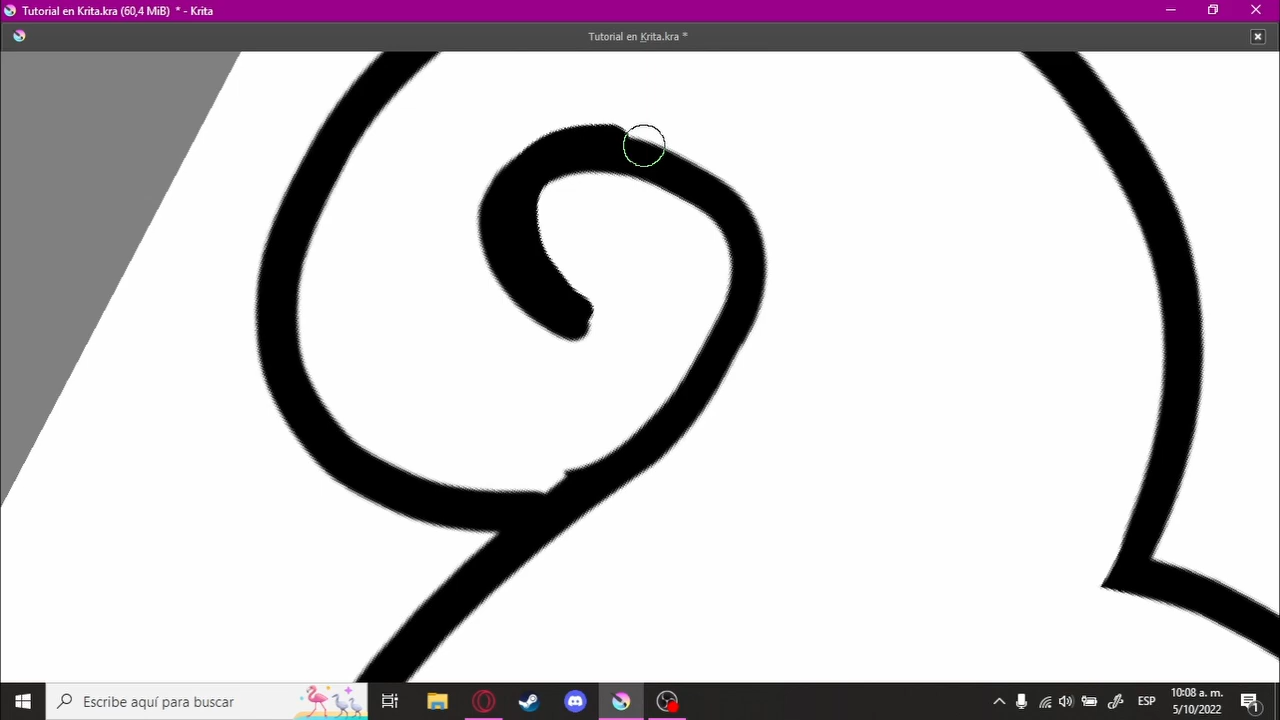 Tutorial en Krita.kra (60,4 MiB) * - Krita
Tutorial en Krita.kra *
Escribe aquí para buscar
ESP
10:08 a. m.
5/10/2022
1